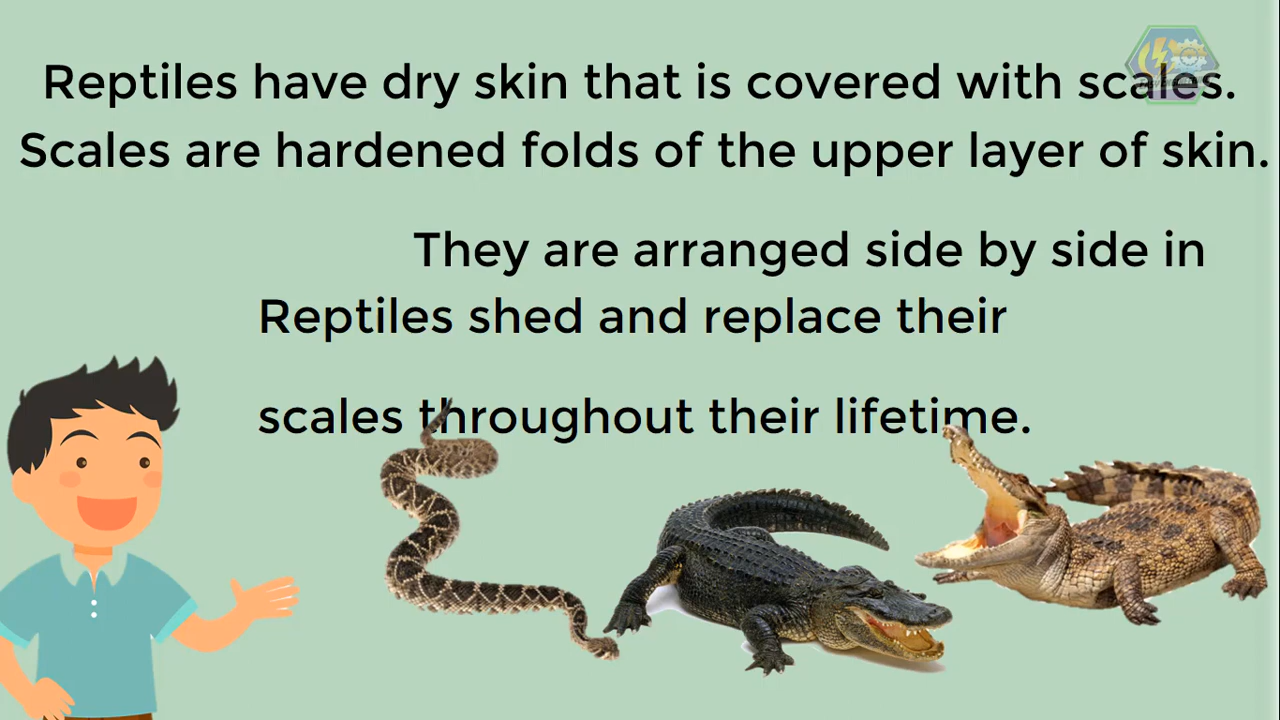 Reptiles have dry skin that is covered with scales.
Scales are hardened folds of the upper layer of skin.
They are arranged side by side in
Reptiles shed and replace their
scales throughout their lifetime.